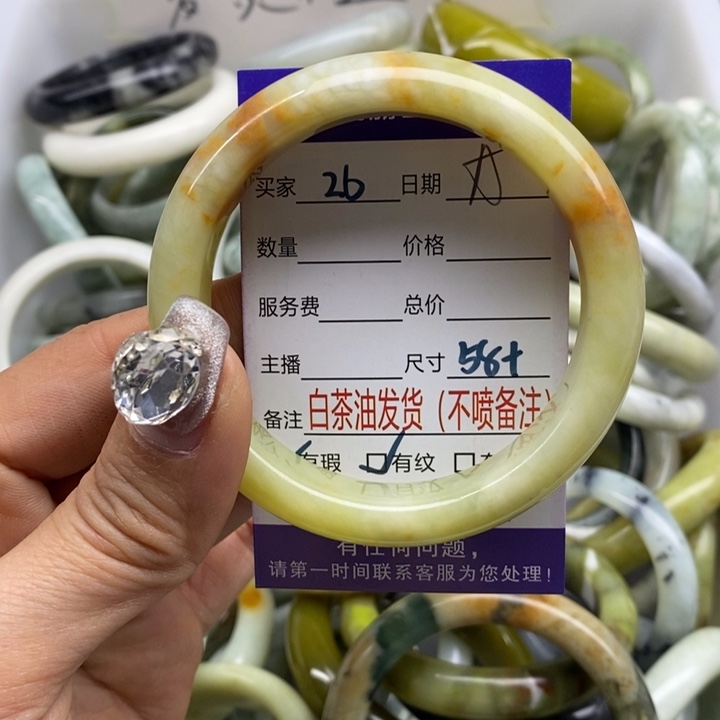 买家 26 日期
数量 价格
服务费 总价
主播 尺寸 56+
备注 白茶油发货（不喷备注）
有瑕 ✓ 有纹
有任何问题，
请第一时间联系客服为您处理！